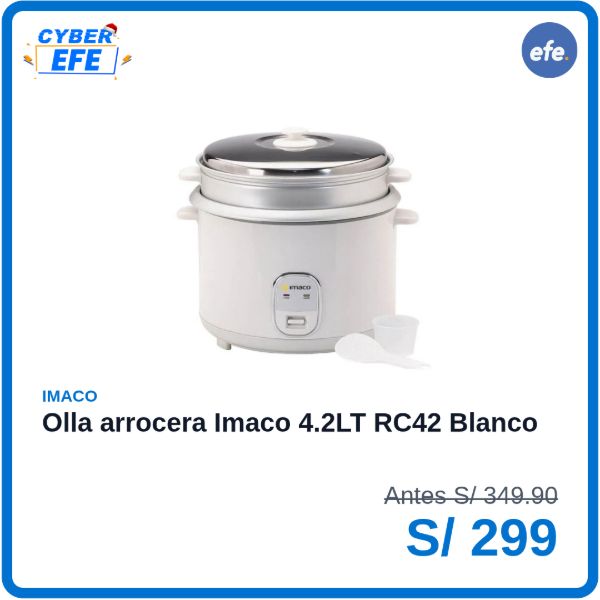 CYBER
EFE
efe.
imaco
IMACO
Olla arrocera Imaco 4.2LT RC42 Blanco
Antes S/ 349.90
S/ 299